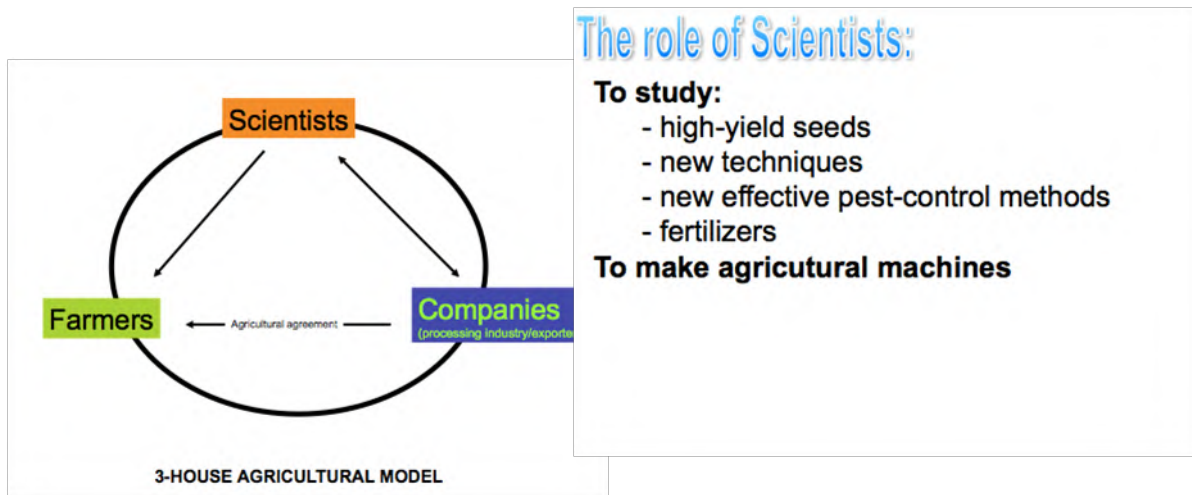 Scientists
Farmers
Agricultural agreement
Companies
(processing industry/exporte
3-HOUSE AGRICULTURAL MODEL
The role of Scientists:
To study:
- high-yield seeds
- new techniques
- new effective pest-control methods
- fertilizers
To make agricutural machines